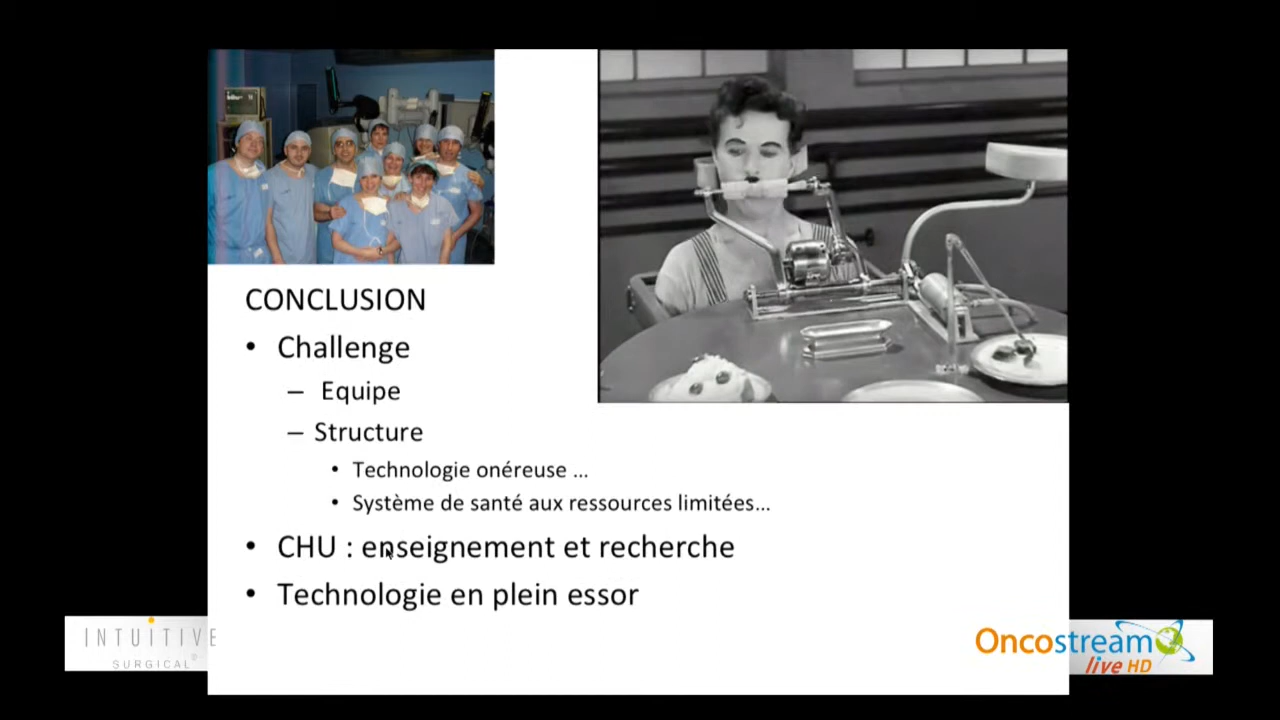 CONCLUSION
• Challenge
– Equipe
– Structure
• Technologie onéreuse ...
• Système de santé aux ressources limitées...
• CHU : enseignement et recherche
• Technologie en plein essor
INTUITIVE
SURGICAL®
Oncostream
live HD